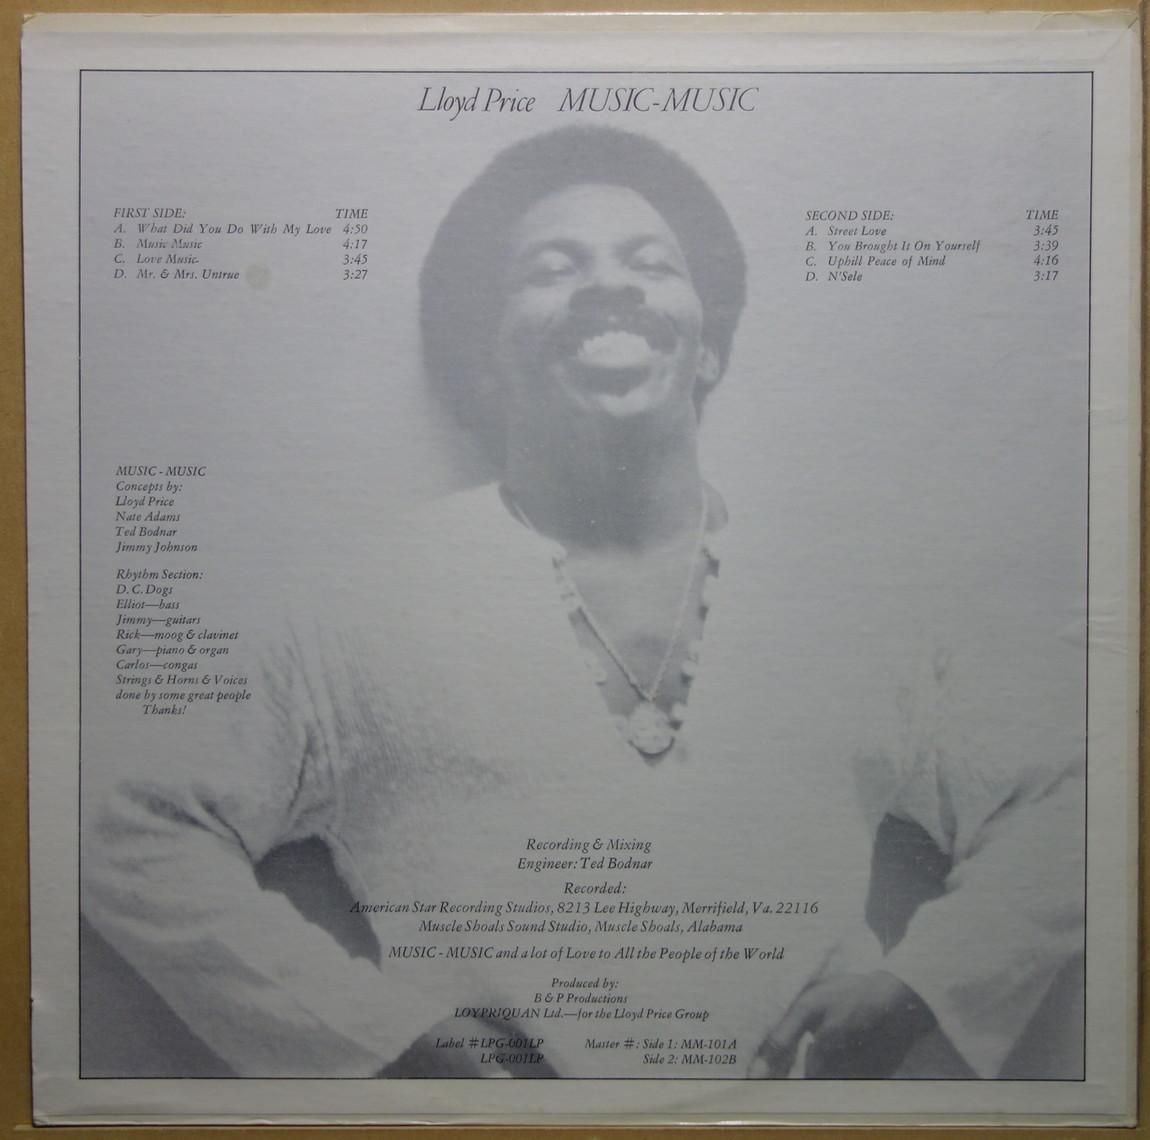 Lloyd Price MUSIC-MUSIC
FIRST SIDE: TIME
A. What Did You Do With My Love 4:50
B. Music Music 4:17
C. Love Music 3:45
D. Mr. & Mrs. Untrue 3:27
SECOND SIDE: TIME
A. Street Love 3:45
B. You Brought It On Yourself 3:39
C. Uphill Peace of Mind 4:16
D. N'Sele 3:17
MUSIC - MUSIC
Concepts by:
Lloyd Price
Nate Adams
Ted Bodnar
Jimmy Johnson
Rhythm Section:
D. C. Dogs
Elliot—bass
Jimmy—guitars
Rick—moog & clavinet
Gary—piano & organ
Carlos—congas
Strings & Horns & Voices
done by some great people
Thanks!
Recording & Mixing
Engineer: Ted Bodnar
Recorded:
American Star Recording Studios, 8213 Lee Highway, Merrifield, Va. 22116
Muscle Shoals Sound Studio, Muscle Shoals, Alabama
MUSIC - MUSIC and a lot of Love to All the People of the World
Produced by:
B & P Productions
LOYPRIQUAN Ltd.—for the Lloyd Price Group
Label # LPG-001LP Master #: Side 1: MM-101A
LPG-001LP Side 2: MM-102B